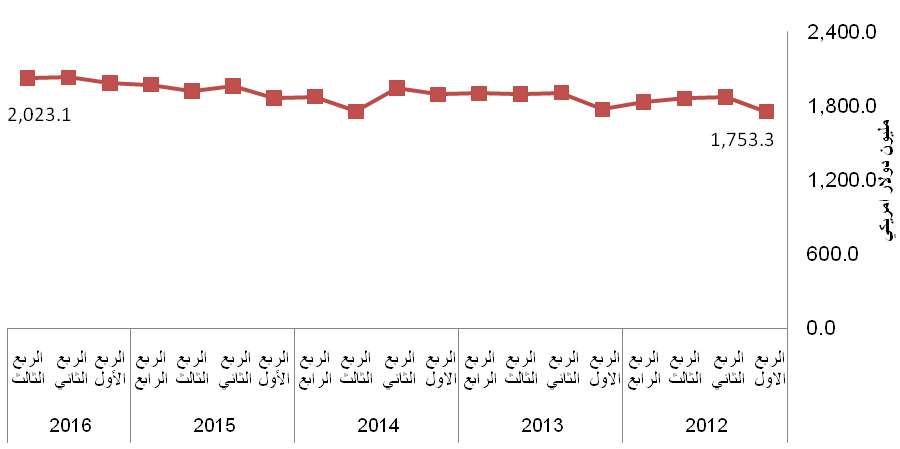 2,400.0
1,800.0
1,200.0
600.0
0.0
مليون دولار امريكي
1,753.3
2,023.1
الربع الاول
الربع الثاني
الربع الثالث
الربع الرابع
الربع الاول
الربع الثاني
الربع الثالث
الربع الرابع
الربع الاول
الربع الثاني
الربع الثالث
الربع الرابع
الربع الأول
الربع الثاني
الربع الثالث
الربع الرابع
الربع الأول
الربع الثاني
الربع الثالث
2012
2013
2014
2015
2016